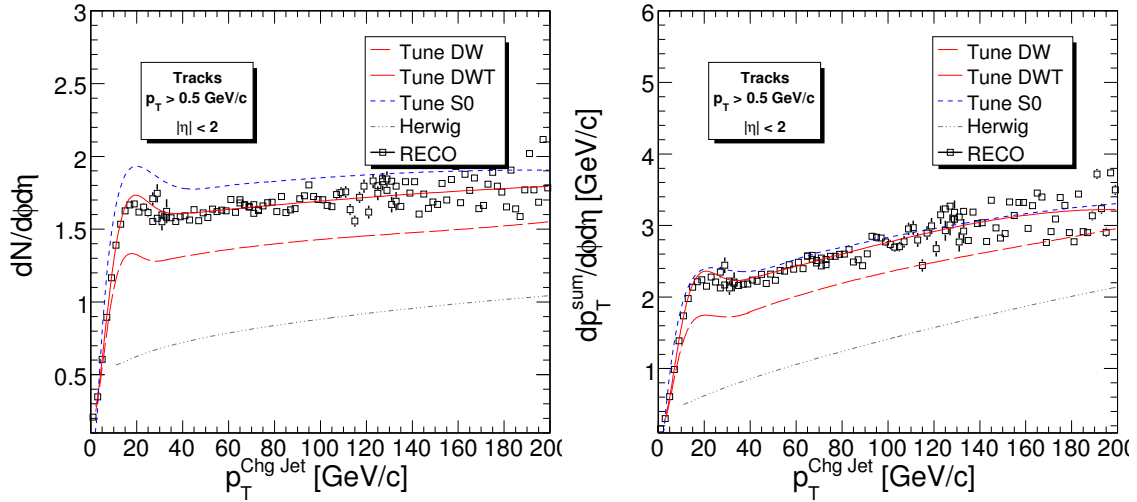 3
2.5
2
1.5
1
0.5
dN/dϕdη
Tracks
p_T > 0.5 GeV/c
|η| < 2
Tune DW
Tune DWT
Tune S0
Herwig
RECO
0 20 40 60 80 100 120 140 160 180 200
p_T^Chg Jet [GeV/c]
6
5
4
3
2
1
dp_T^sum/dϕdη [GeV/c]
Tracks
p_T > 0.5 GeV/c
|η| < 2
Tune DW
Tune DWT
Tune S0
Herwig
RECO
0 20 40 60 80 100 120 140 160 180 200
p_T^Chg Jet [GeV/c]